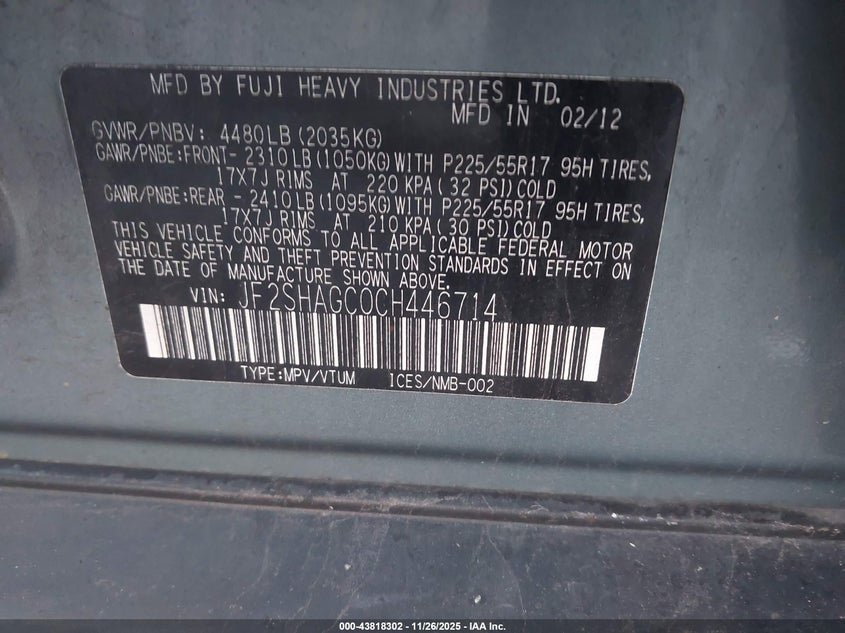 MFD BY FUJI HEAVY INDUSTRIES LTD.
MFD IN 02/12
GVWR/PNBV: 4480LB (2035KG)
GAWR/PNBE:FRONT- 2310LB (1050KG) WITH P225/55R17 95H TIRES,
17X7J RIMS AT 220 KPA ( 32 PSI) COLD
GAWR/PNBE:REAR - 2410LB (1095KG) WITH P225/55R17 95H TIRES,
17X7J RIMS AT 210 KPA ( 30 PSI) COLD
THIS VEHICLE CONFORMS TO ALL APPLICABLE FEDERAL MOTOR
VEHICLE SAFETY AND THEFT PREVENTION STANDARDS IN EFFECT ON
THE DATE OF MANUFACTURE SHOWN ABOVE.
VIN: JF2SHAGC0CH446714
TYPE:MPV/VTUM ICES/NMB-002
000-43818302 - 11/26/2025 - IAA Inc.